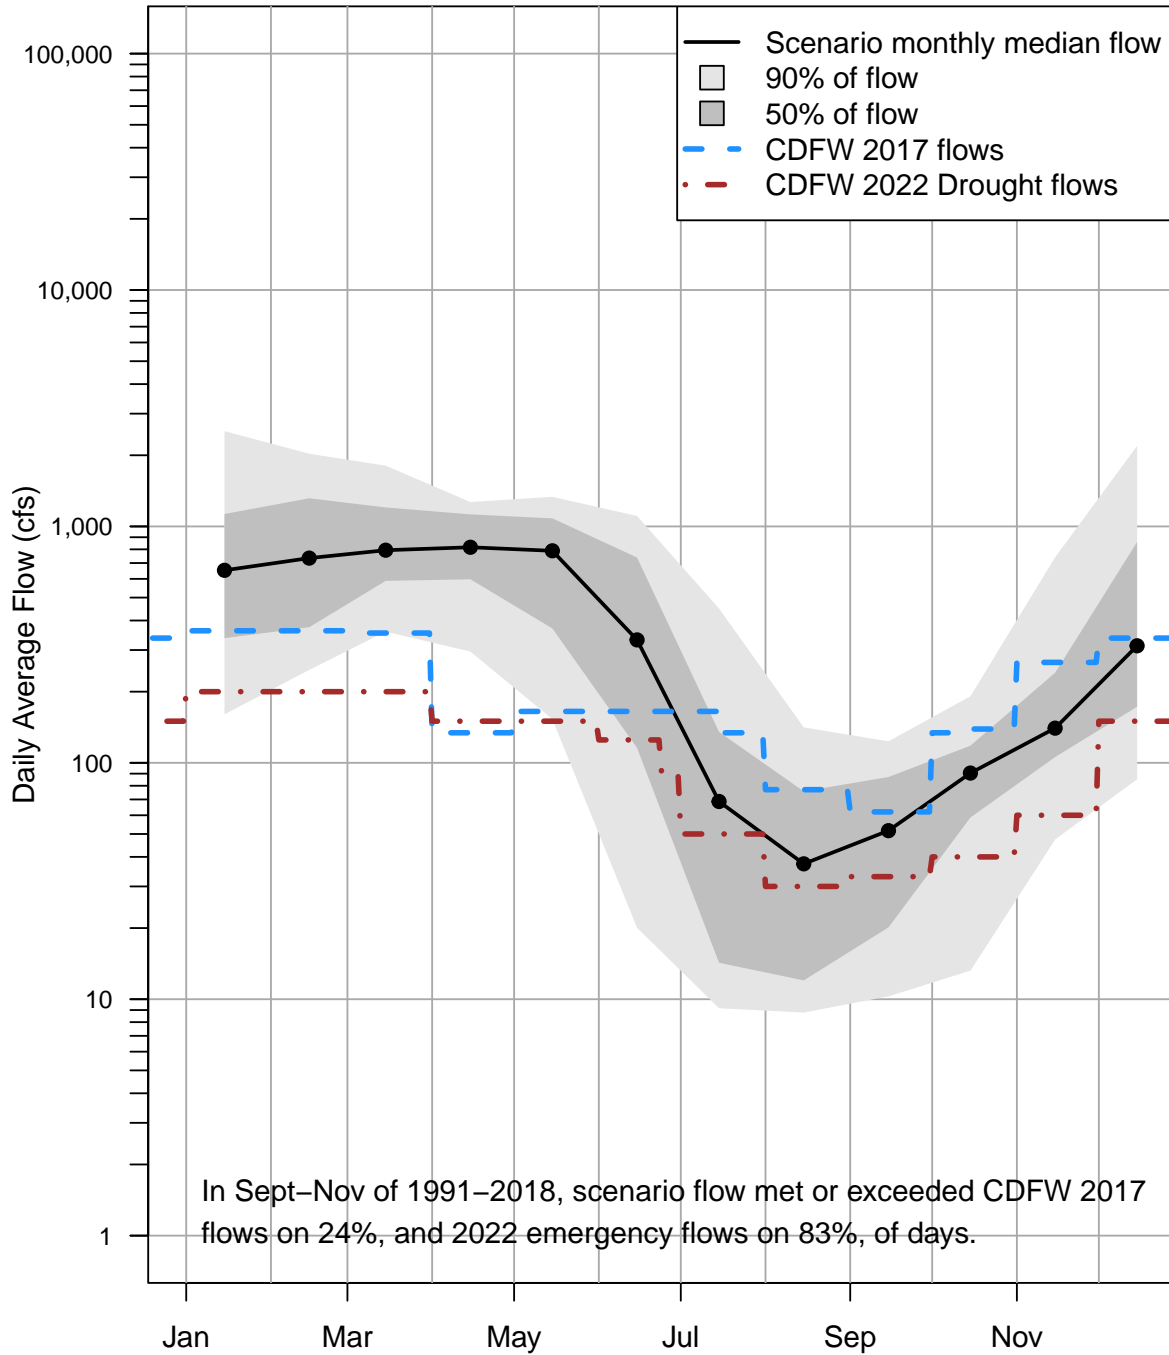 Scenario monthly median flow
90% of flow
50% of flow
CDFW 2017 flows
CDFW 2022 Drought flows
Daily Average Flow (cfs)
100,000
10,000
1,000
100
10
1
In Sept−Nov of 1991−2018, scenario flow met or exceeded CDFW 2017
flows on 24%, and 2022 emergency flows on 83%, of days.
Jan
Mar
May
Jul
Sep
Nov